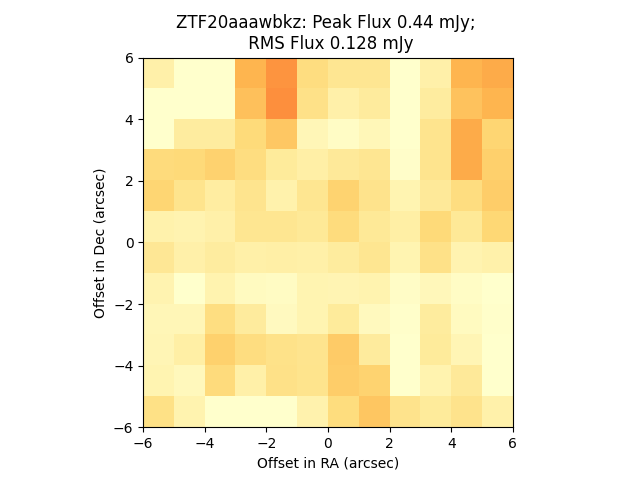 ZTF20aaawbkz: Peak Flux 0.44 mJy;
RMS Flux 0.128 mJy
6
4
2
0
−2
−4
−6
Offset in Dec (arcsec)
−6 −4 −2 0 2 4 6
Offset in RA (arcsec)